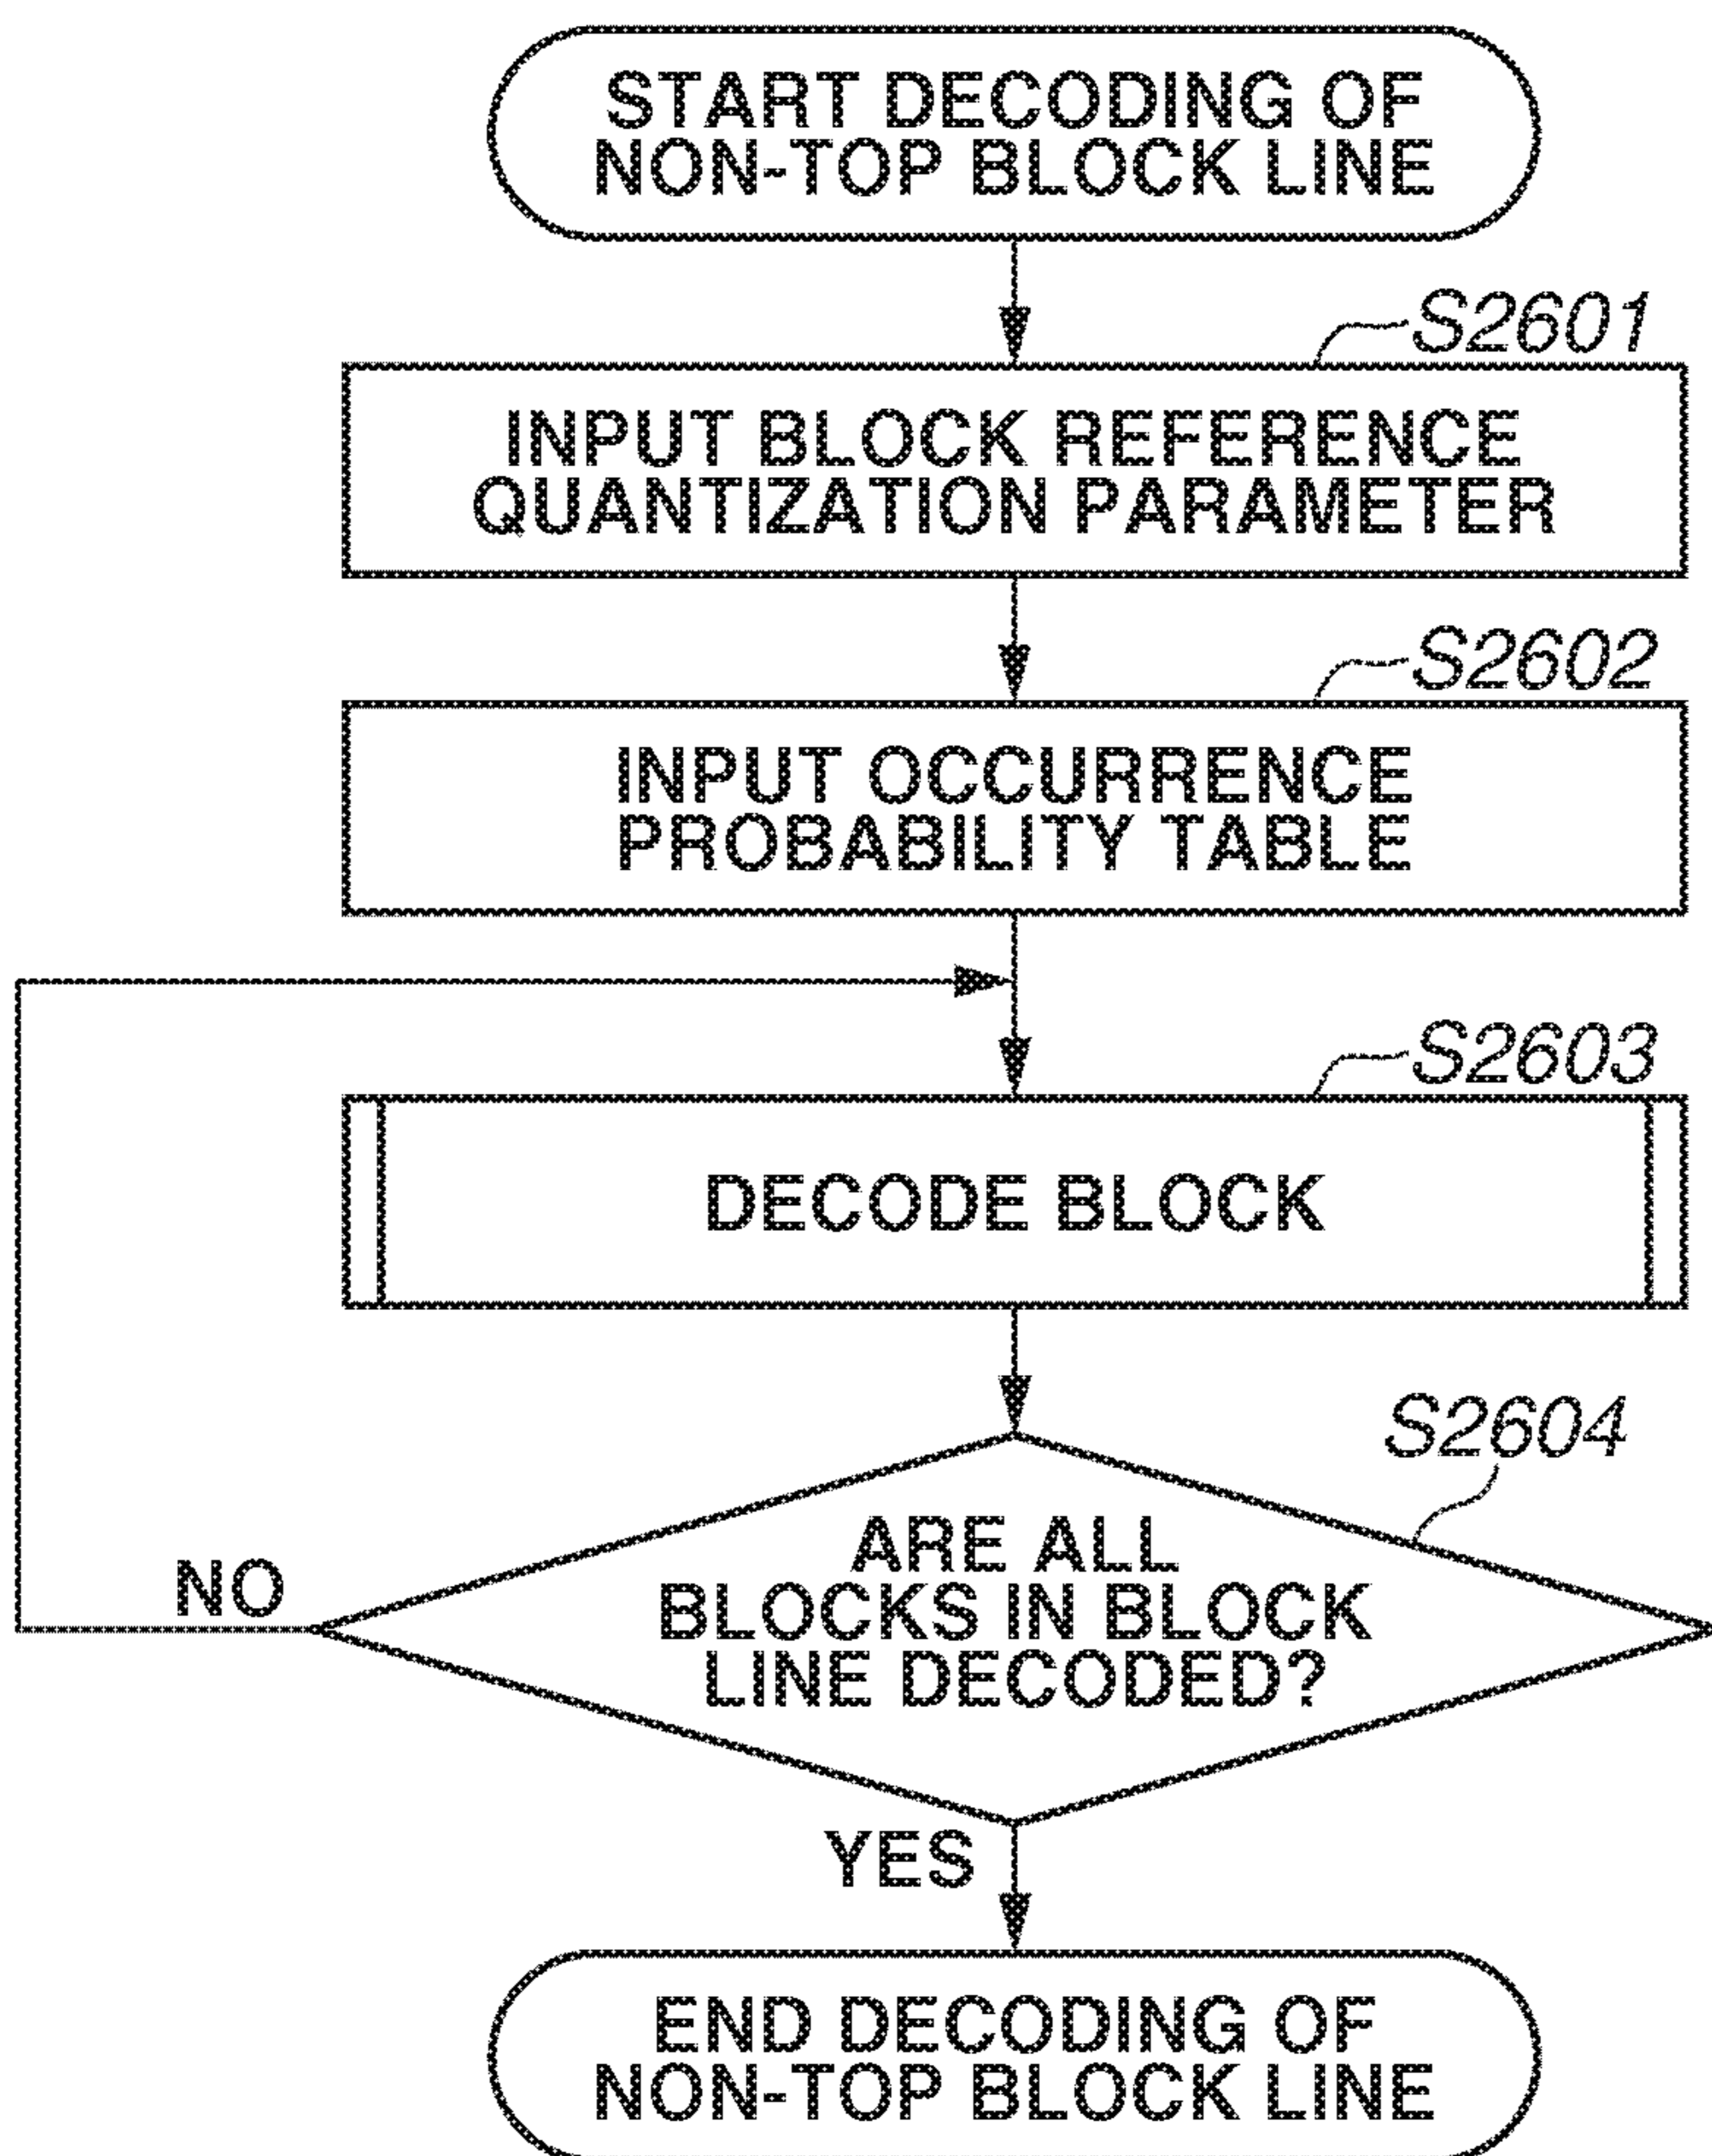 START DECODING OF
NON-TOP BLOCK LINE
S2601
INPUT BLOCK REFERENCE
QUANTIZATION PARAMETER
S2602
INPUT OCCURRENCE
PROBABILITY TABLE
S2603
DECODE BLOCK
S2604
ARE ALL
BLOCKS IN BLOCK
LINE DECODED?
NO
YES
END DECODING OF
NON-TOP BLOCK LINE